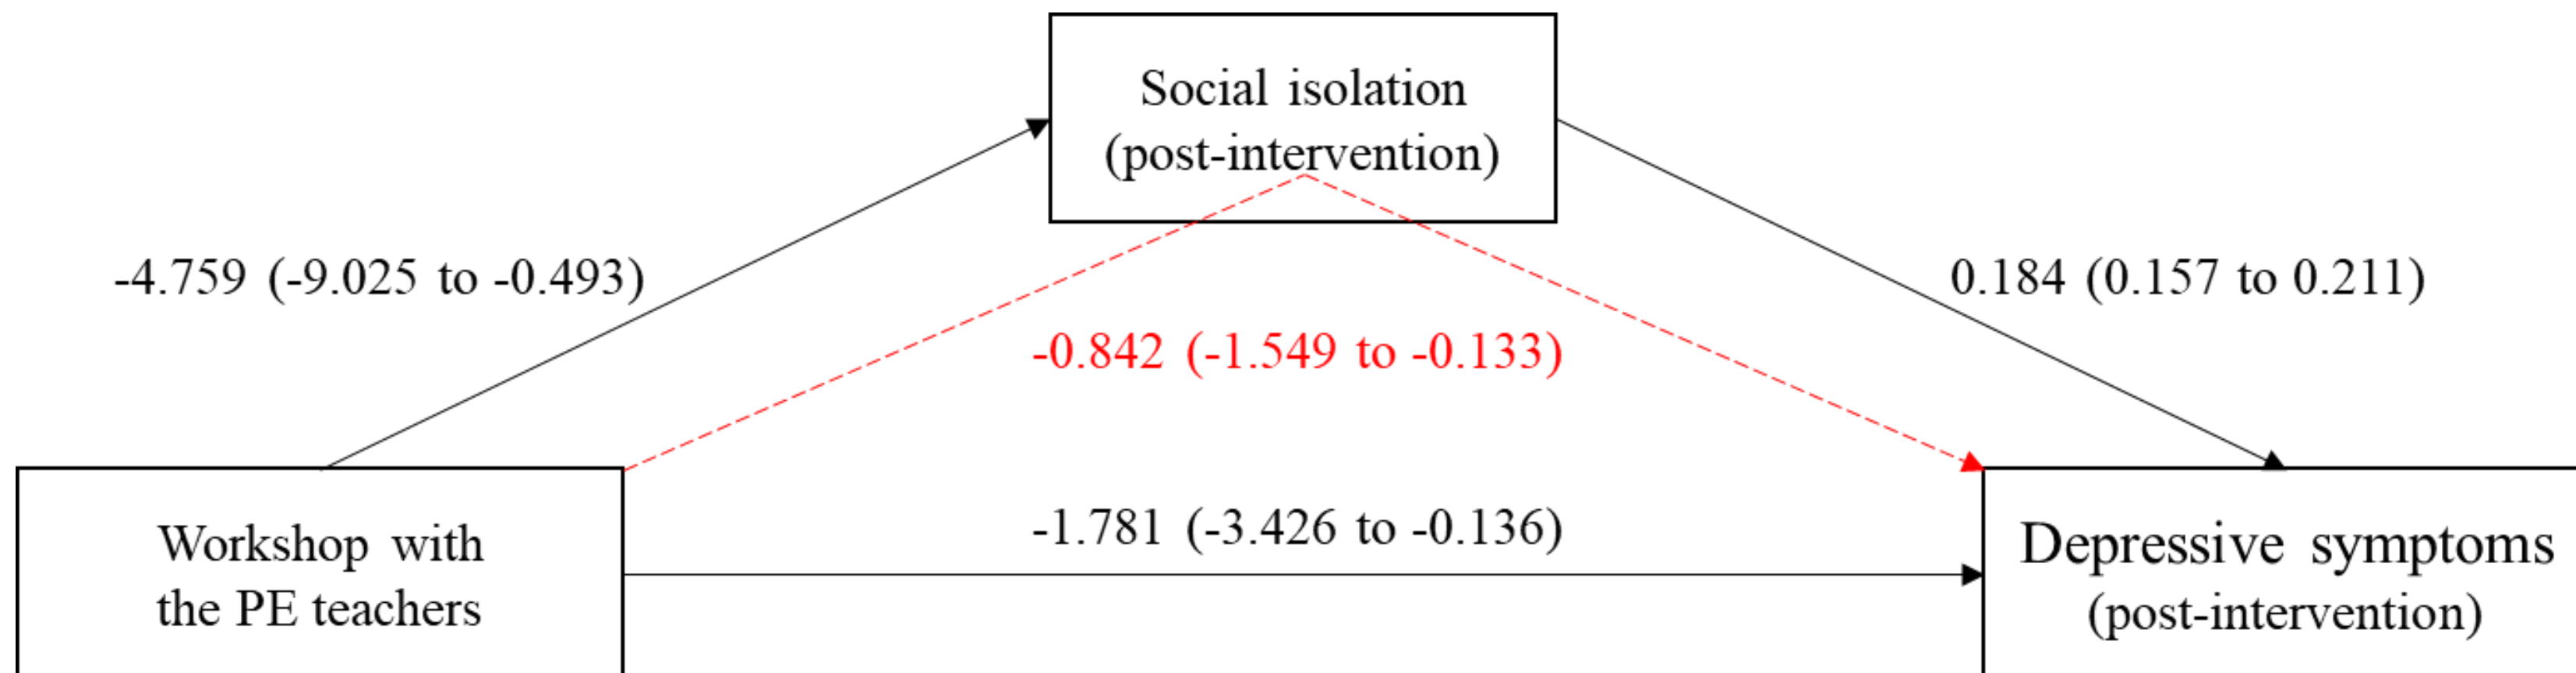 Social isolation
(post-intervention)
-4.759 (-9.025 to -0.493)
0.184 (0.157 to 0.211)
-0.842 (-1.549 to -0.133)
-1.781 (-3.426 to -0.136)
Workshop with
the PE teachers
Depressive symptoms
(post-intervention)